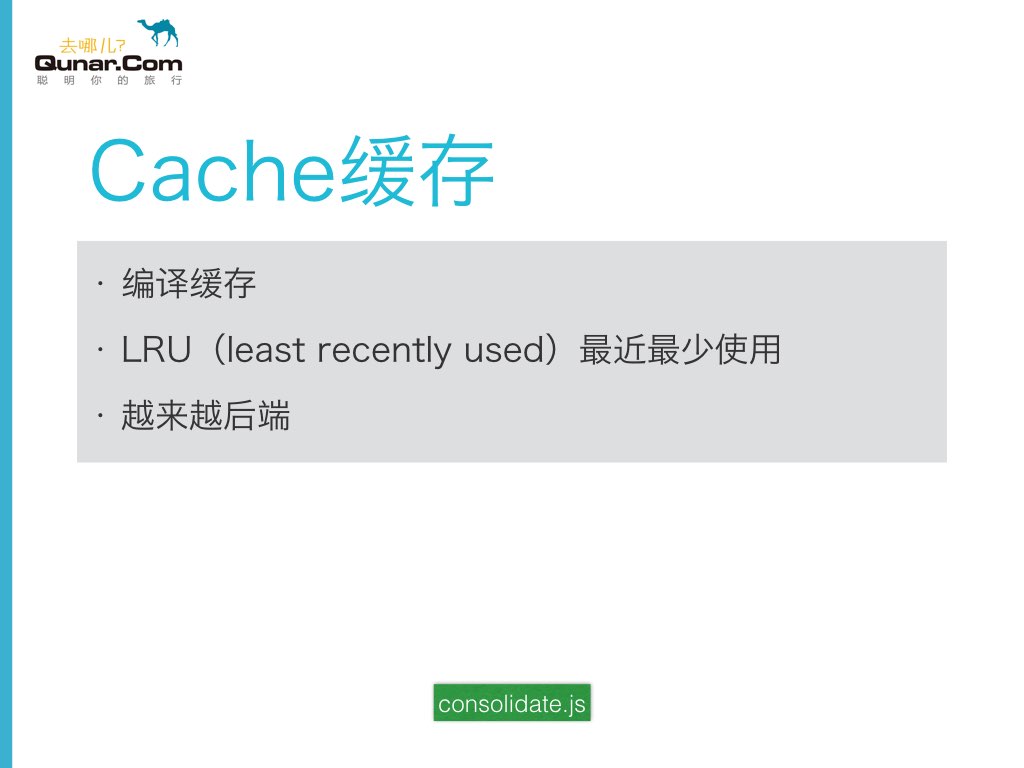 去哪儿?
Qunar.Com
聪明你的旅行
Cache缓存
· 编译缓存
· LRU（least recently used）最近最少使用
· 越来越后端
consolidate.js